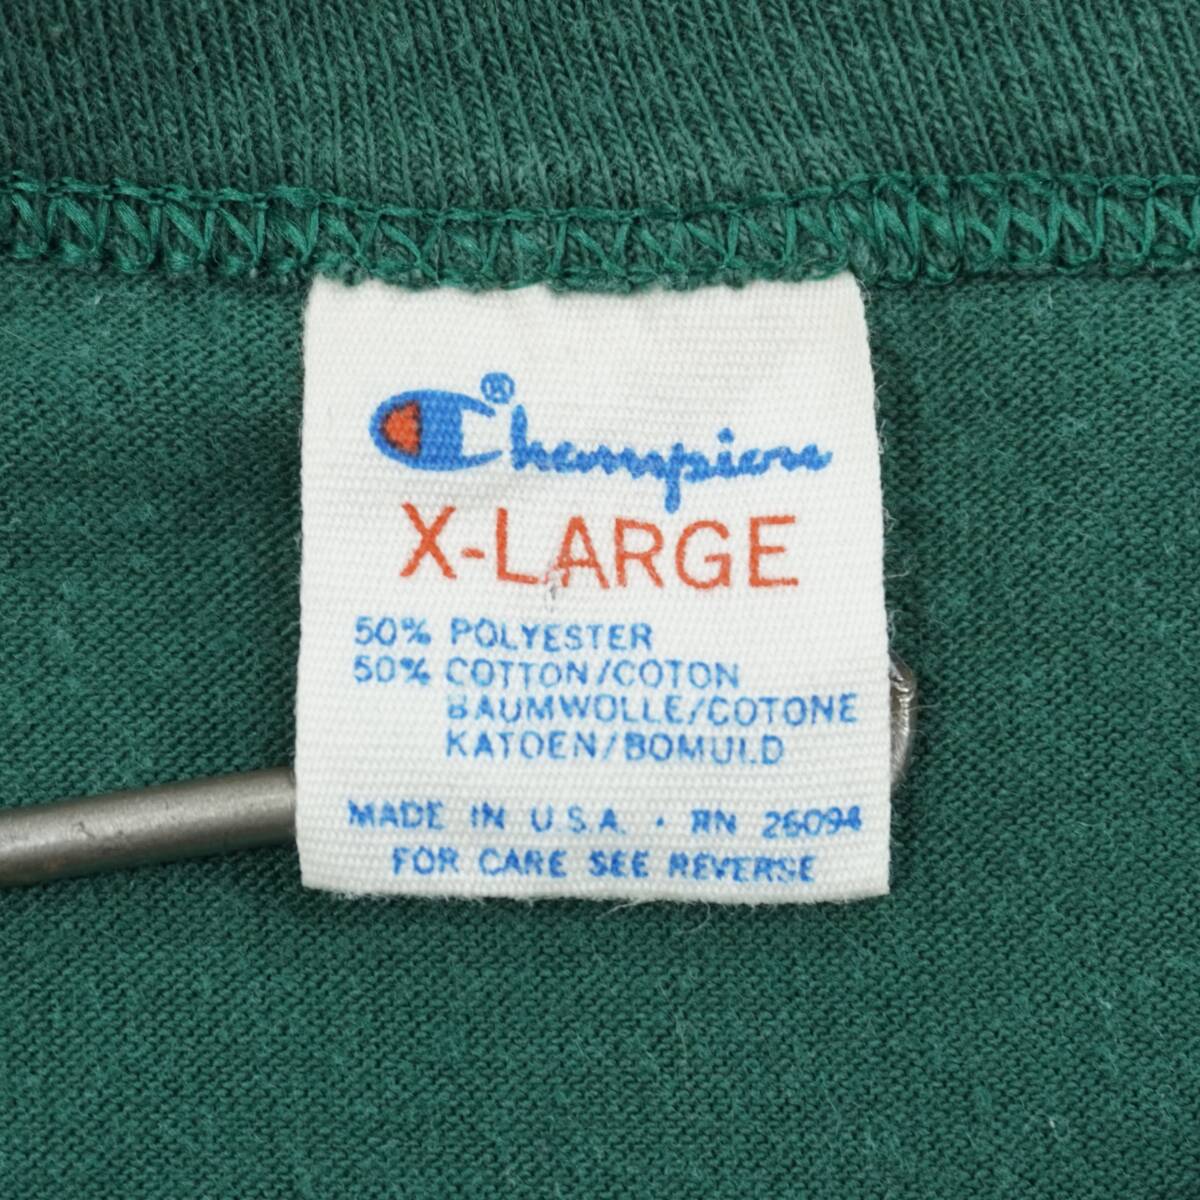 Champion®
X-LARGE
50% POLYESTER
50% COTTON/COTON
BAUMWOLLE/COTONE
KATOEN/BOMULD
MADE IN U.S.A. · RN 26094
FOR CARE SEE REVERSE